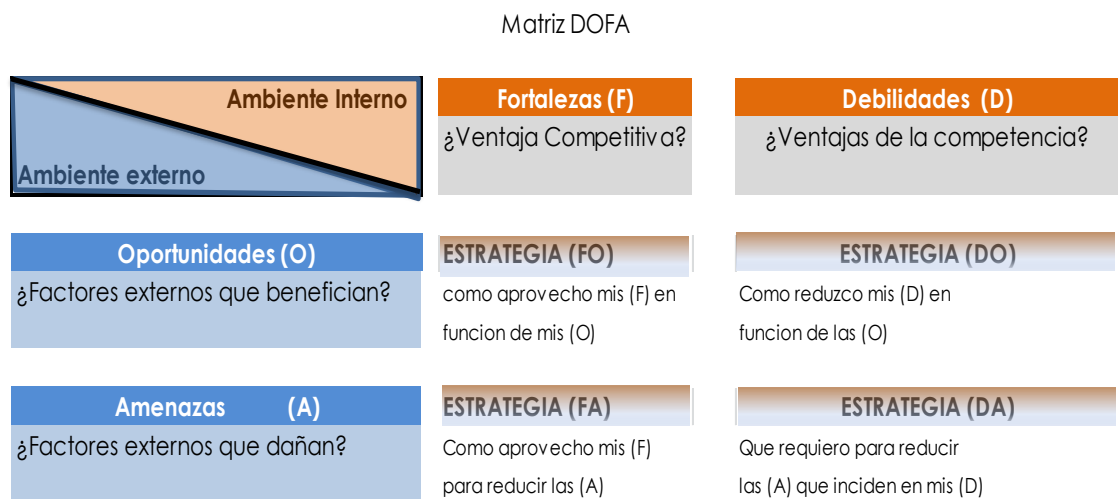 Matriz DOFA
Ambiente Interno
Ambiente externo
Fortalezas (F)
¿Ventaja Competitiva?
Debilidades (D)
¿Ventajas de la competencia?
Oportunidades (O)
¿Factores externos que benefician?
ESTRATEGIA (FO)
como aprovecho mis (F) en
funcion de mis (O)
ESTRATEGIA (DO)
Como reduzco mis (D) en
funcion de las (O)
Amenazas (A)
¿Factores externos que dañan?
ESTRATEGIA (FA)
Como aprovecho mis (F)
para reducir las (A)
ESTRATEGIA (DA)
Que requiero para reducir
las (A) que inciden en mis (D)